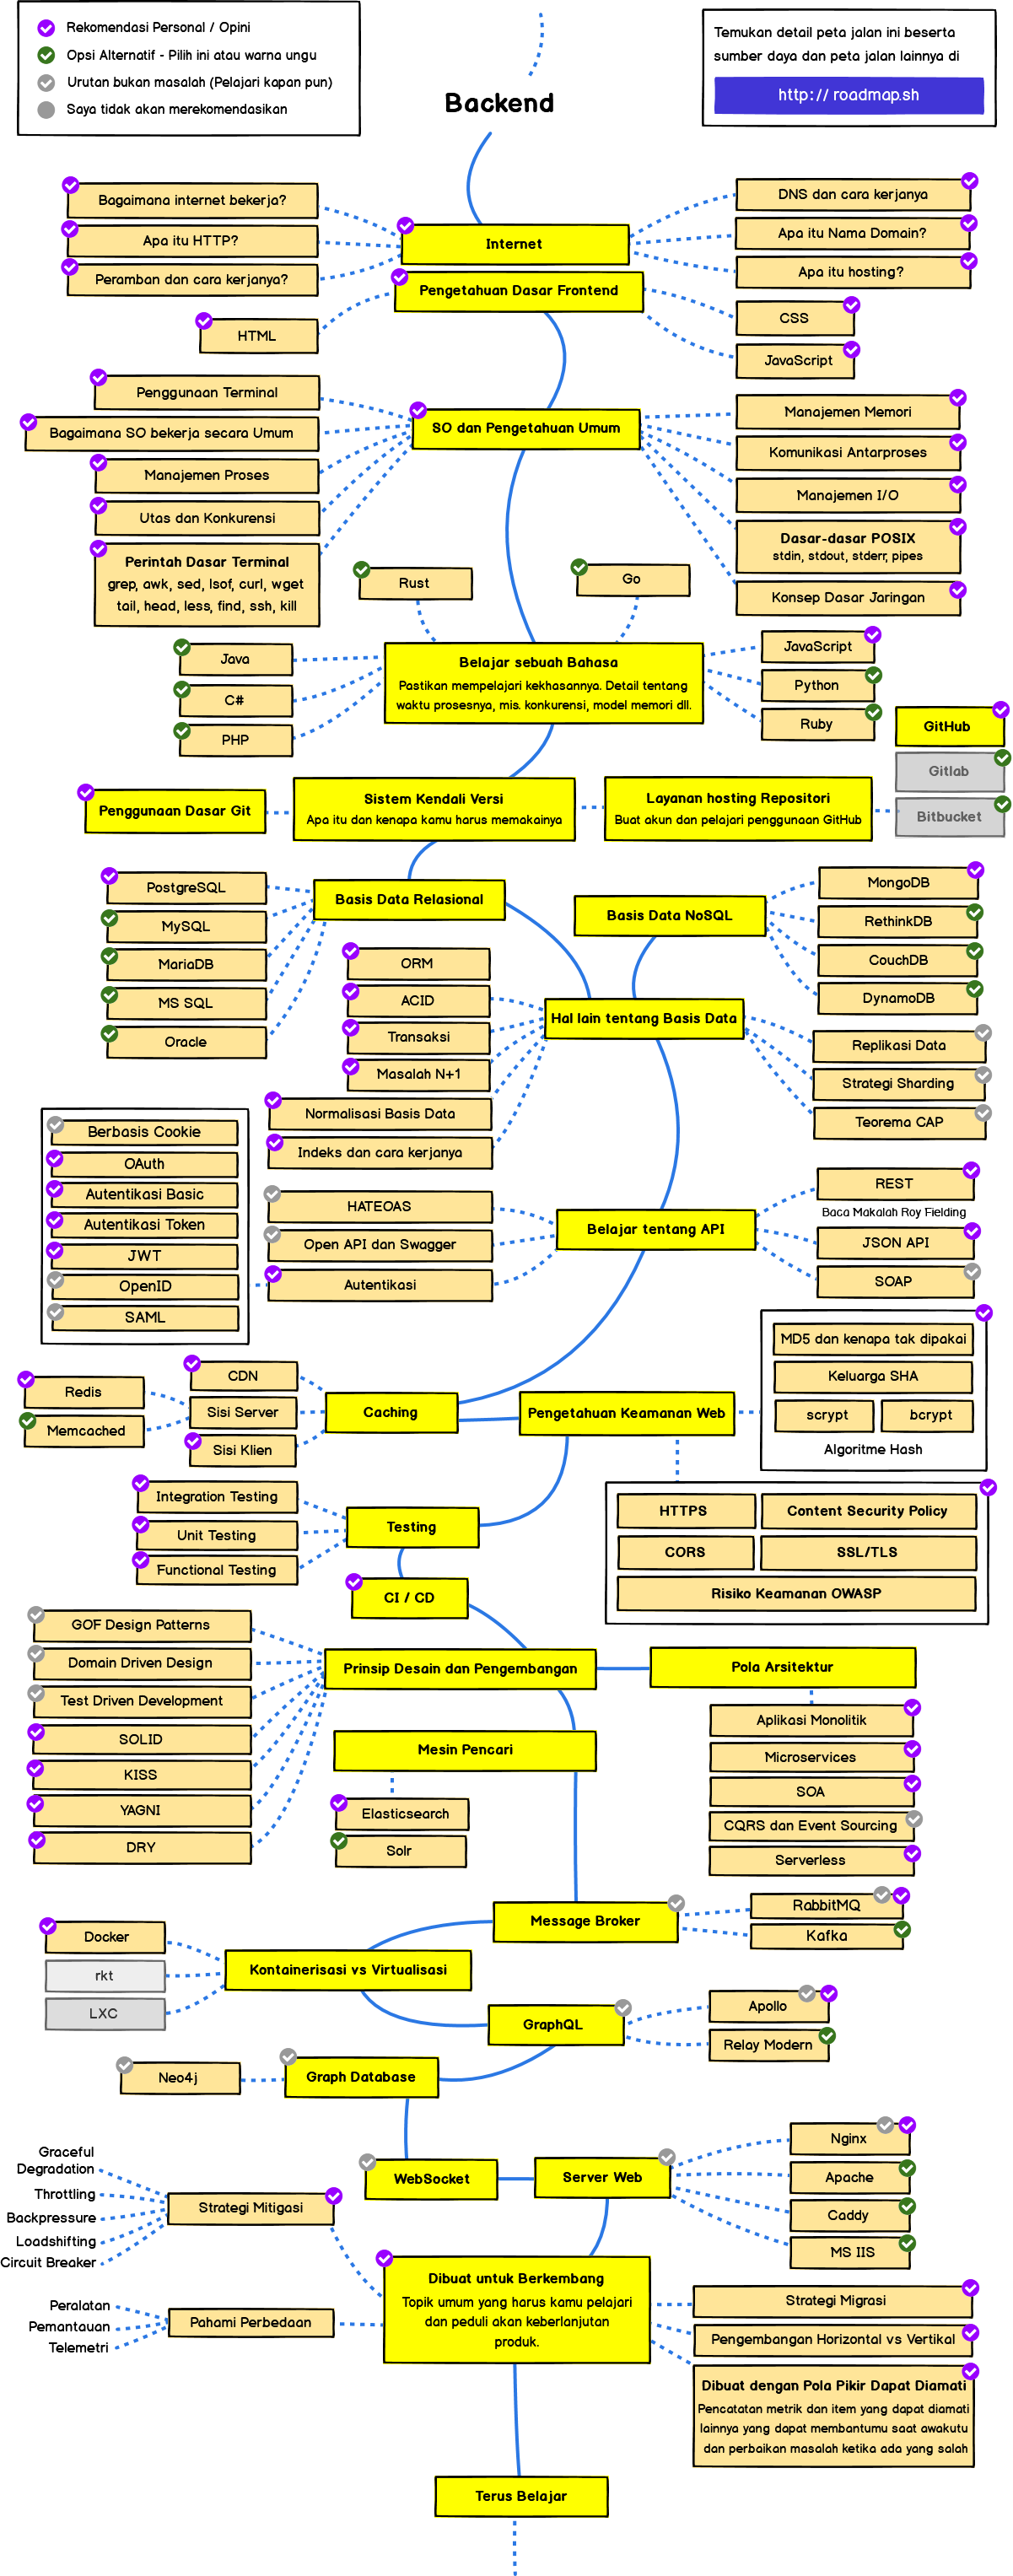 Rekomendasi Personal / Opini
Opsi Alternatif - Pilih ini atau warna ungu
Urutan bukan masalah (Pelajari kapan pun)
Saya tidak akan merekomendasikan
Temukan detail peta jalan ini beserta
sumber daya dan peta jalan lainnya di
http:// roadmap.sh
Backend
Bagaimana internet bekerja?
Apa itu HTTP?
Peramban dan cara kerjanya?
Internet
DNS dan cara kerjanya
Apa itu Nama Domain?
Apa itu hosting?
Pengetahuan Dasar Frontend
HTML
CSS
JavaScript
Penggunaan Terminal
Bagaimana SO bekerja secara Umum
Manajemen Proses
Utas dan Konkurensi
Perintah Dasar Terminal
grep, awk, sed, lsof, curl, wget
tail, head, less, find, ssh, kill
SO dan Pengetahuan Umum
Manajemen Memori
Komunikasi Antarproses
Manajemen I/O
Dasar-dasar POSIX
stdin, stdout, stderr, pipes
Konsep Dasar Jaringan
Rust
Go
Java
C#
PHP
Belajar sebuah Bahasa
Pastikan mempelajari kekhasannya. Detail tentang
waktu prosesnya, mis. konkurensi, model memori dll.
JavaScript
Python
Ruby
GitHub
Gitlab
Bitbucket
Penggunaan Dasar Git
Sistem Kendali Versi
Apa itu dan kenapa kamu harus memakainya
Layanan hosting Repositori
Buat akun dan pelajari penggunaan GitHub
PostgreSQL
MySQL
MariaDB
MS SQL
Oracle
Basis Data Relasional
Basis Data NoSQL
MongoDB
RethinkDB
CouchDB
DynamoDB
ORM
ACID
Transaksi
Masalah N+1
Normalisasi Basis Data
Indeks dan cara kerjanya
Hal lain tentang Basis Data
Replikasi Data
Strategi Sharding
Teorema CAP
Berbasis Cookie
OAuth
Autentikasi Basic
Autentikasi Token
JWT
OpenID
SAML
HATEOAS
Open API dan Swagger
Autentikasi
Belajar tentang API
REST
Baca Makalah Roy Fielding
JSON API
SOAP
MD5 dan kenapa tak dipakai
Keluarga SHA
scrypt
bcrypt
Algoritme Hash
Redis
Memcached
CDN
Sisi Server
Sisi Klien
Caching
Pengetahuan Keamanan Web
HTTPS
Content Security Policy
CORS
SSL/TLS
Risiko Keamanan OWASP
Integration Testing
Unit Testing
Functional Testing
Testing
CI / CD
GOF Design Patterns
Domain Driven Design
Test Driven Development
SOLID
KISS
YAGNI
DRY
Prinsip Desain dan Pengembangan
Pola Arsitektur
Aplikasi Monolitik
Microservices
SOA
CQRS dan Event Sourcing
Serverless
Mesin Pencari
Elasticsearch
Solr
Message Broker
RabbitMQ
Kafka
Docker
rkt
LXC
Kontainerisasi vs Virtualisasi
GraphQL
Apollo
Relay Modern
Neo4j
Graph Database
WebSocket
Server Web
Nginx
Apache
Caddy
MS IIS
Graceful
Degradation
Throttling
Backpressure
Loadshifting
Circuit Breaker
Strategi Mitigasi
Peralatan
Pemantauan
Telemetri
Pahami Perbedaan
Dibuat untuk Berkembang
Topik umum yang harus kamu pelajari
dan peduli akan keberlanjutan
produk.
Strategi Migrasi
Pengembangan Horizontal vs Vertikal
Dibuat dengan Pola Pikir Dapat Diamati
Pencatatan metrik dan item yang dapat diamati
lainnya yang dapat membantumu saat awakutu
dan perbaikan masalah ketika ada yang salah
Terus Belajar